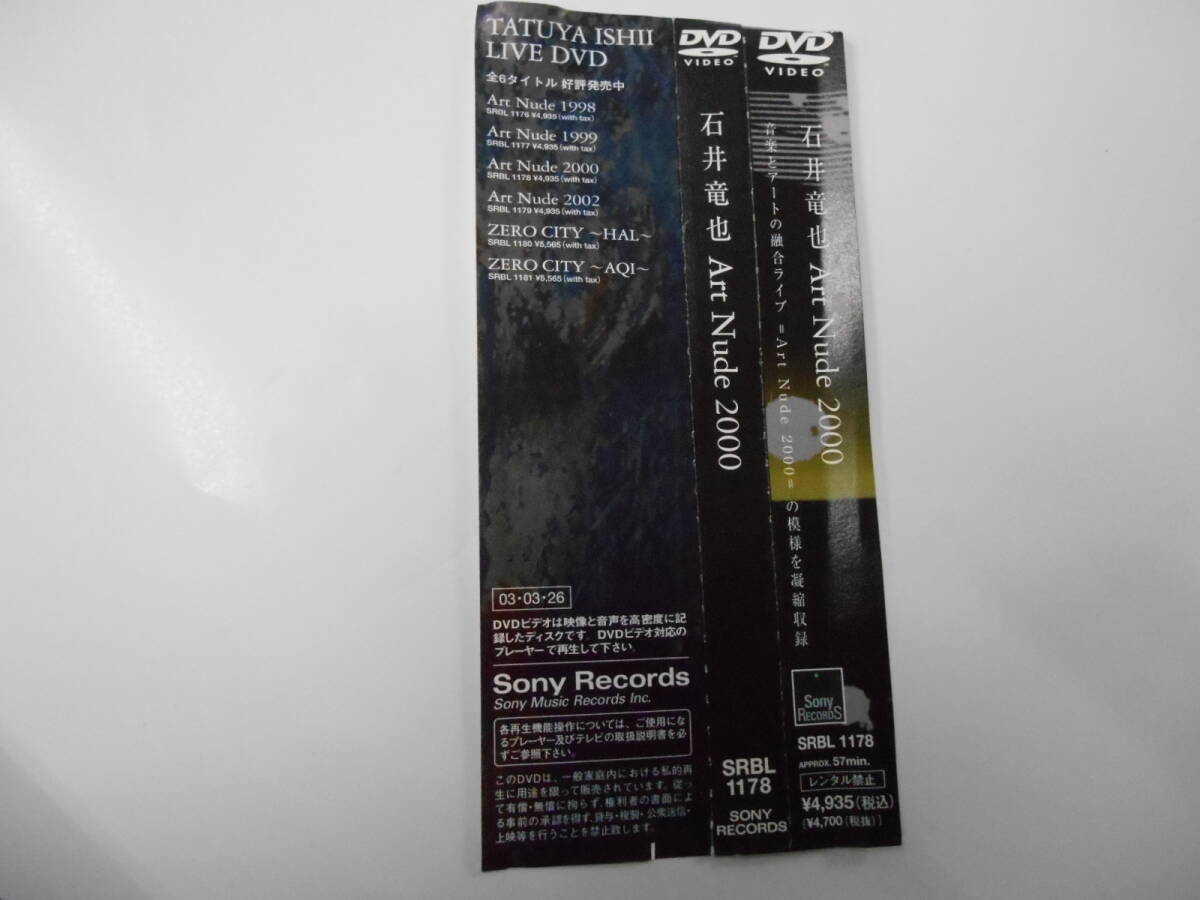 TATUYA ISHII
LIVE DVD
全6タイトル 好評発売中
Art Nude 1998
SRBL 1176 ¥4,935(with tax)
Art Nude 1999
SRBL 1177 ¥4,935(with tax)
Art Nude 2000
SRBL 1178 ¥4,935(with tax)
Art Nude 2002
SRBL 1179 ¥4,935(with tax)
ZERO CITY ~HAL~
SRBL 1180 ¥5,565(with tax)
ZERO CITY ~AQI~
SRBL 1181 ¥5,565(with tax)
03・03・26
DVDビデオは映像と音声を高密度に記
録したディスクです。DVDビデオ対応の
プレーヤーで再生して下さい。
Sony Records
Sony Music Records Inc.
各再生機能操作については、ご使用にな
るプレーヤー及びテレビの取扱説明書を必
ずご参照下さい。
このDVDは、一般家庭内における私的再
生に用途を限って販売されています。従っ
て有償・無償に拘らず、権利者の書面によ
る事前の承認を得ず、貸与・複製・公衆送信・
上映等を行うことを禁止致します。
DVD
VIDEO
石井竜也 Art Nude 2000
SRBL
1178
SONY
RECORDS
DVD
VIDEO
石井竜也 Art Nude 2000
音楽とアートの融合ライブ =Art Nude 2000= の模様を凝縮収録
Sony
RECORDS
SRBL 1178
APPROX. 57min.
レンタル禁止
¥4,935(税込)
(¥4,700(税抜))